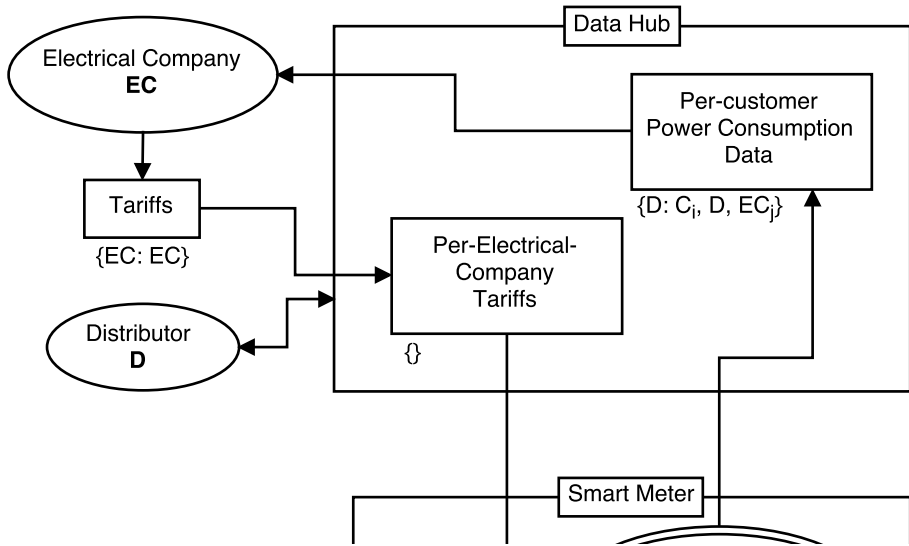 Data Hub
Electrical Company
EC
Per-customer
Power Consumption
Data
Tariffs
{D: Cᵢ, D, ECⱼ}
{EC: EC}
Per-Electrical-
Company
Tariffs
Distributor
D
{}
Smart Meter